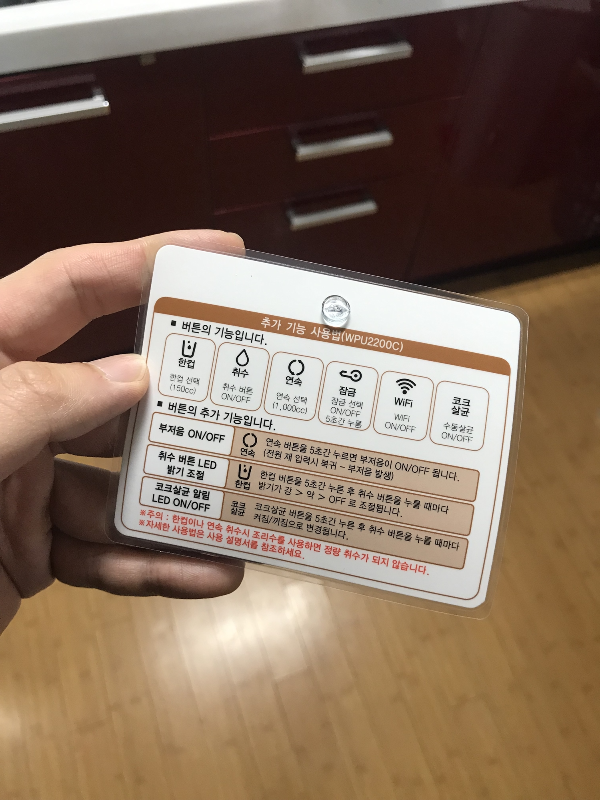 추가 기능 사용법(WPU2200C)
■ 버튼의 기능입니다.
한컵 취수 연속 잠금 WiFi 코크 살균
한컵 선택 (150cc) 취수 버튼 ON/OFF 연속 선택 (1,000cc) 잠금 선택 ON/OFF 5초간 누름 WiFi ON/OFF 수동살균 ON/OFF
■ 버튼의 추가 기능입니다.
부저음 ON/OFF
연속
연속 버튼을 5초간 누르면 부저음이 ON/OFF 됩니다.
(전원 재 입력시 복귀 - 부저음 발생)
취수 버튼 LED
밝기 조절
한컵
한컵 버튼을 5초간 누른 후 취수 버튼을 누를 때마다
밝기가 강 > 약 > OFF 로 조절됩니다.
코크살균 알림
LED ON/OFF
코크
살균
코크살균 버튼을 5초간 누른 후 취수 버튼을 누를 때마다
켜짐/꺼짐으로 변경됩니다.
※주의 : 한컵이나 연속 취수시 조리수를 사용하면 정량 취수가 되지 않습니다.
※자세한 사용법은 사용 설명서를 참조하세요.